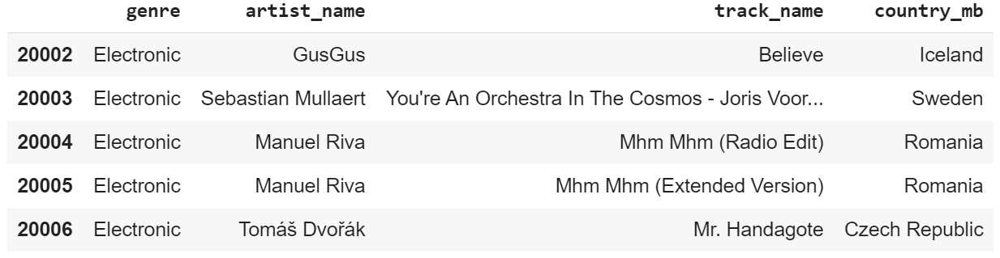 genre artist_name track_name country_mb
20002 Electronic GusGus Believe Iceland
20003 Electronic Sebastian Mullaert You're An Orchestra In The Cosmos - Joris Voor... Sweden
20004 Electronic Manuel Riva Mhm Mhm (Radio Edit) Romania
20005 Electronic Manuel Riva Mhm Mhm (Extended Version) Romania
20006 Electronic Tomáš Dvořák Mr. Handagote Czech Republic